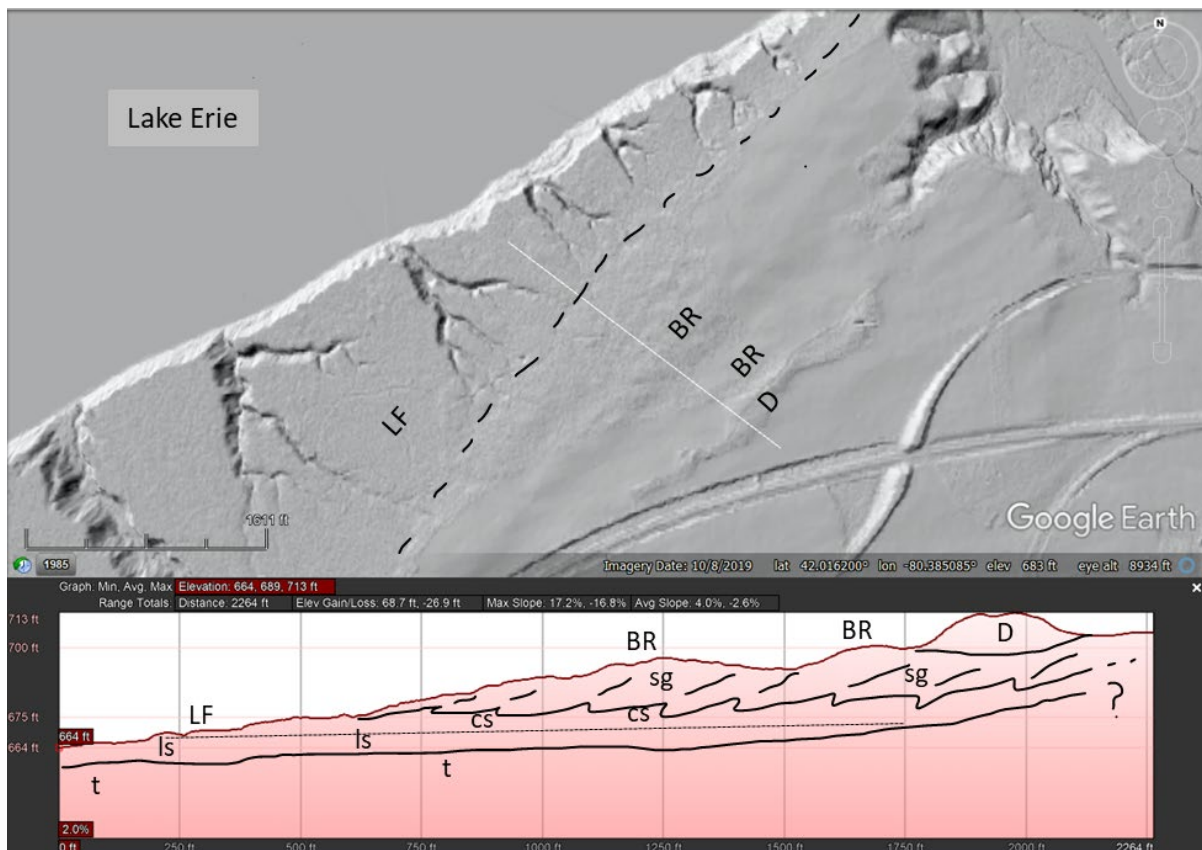 N
Lake Erie
BR
BR
D
LF
1611 ft
Google Earth
1985
Imagery Date: 10/8/2019 lat 42.016200° lon -80.385085° elev 683 ft eye alt 8934 ft
Graph: Min, Avg, Max Elevation: 664, 689, 713 ft
Range Totals: Distance: 2264 ft Elev Gain/Loss: 68.7 ft, -26.9 ft Max Slope: 17.2%, -16.8% Avg Slope: 4.0%, -2.6%
713 ft
700 ft
675 ft
664 ft
664 ft
BR
BR
D
sg
sg
LF
cs
cs
ls
ls
t
t
?
2.0%
0 ft 250 ft 500 ft 750 ft 1000 ft 1250 ft 1500 ft 1750 ft 2000 ft 2264 ft